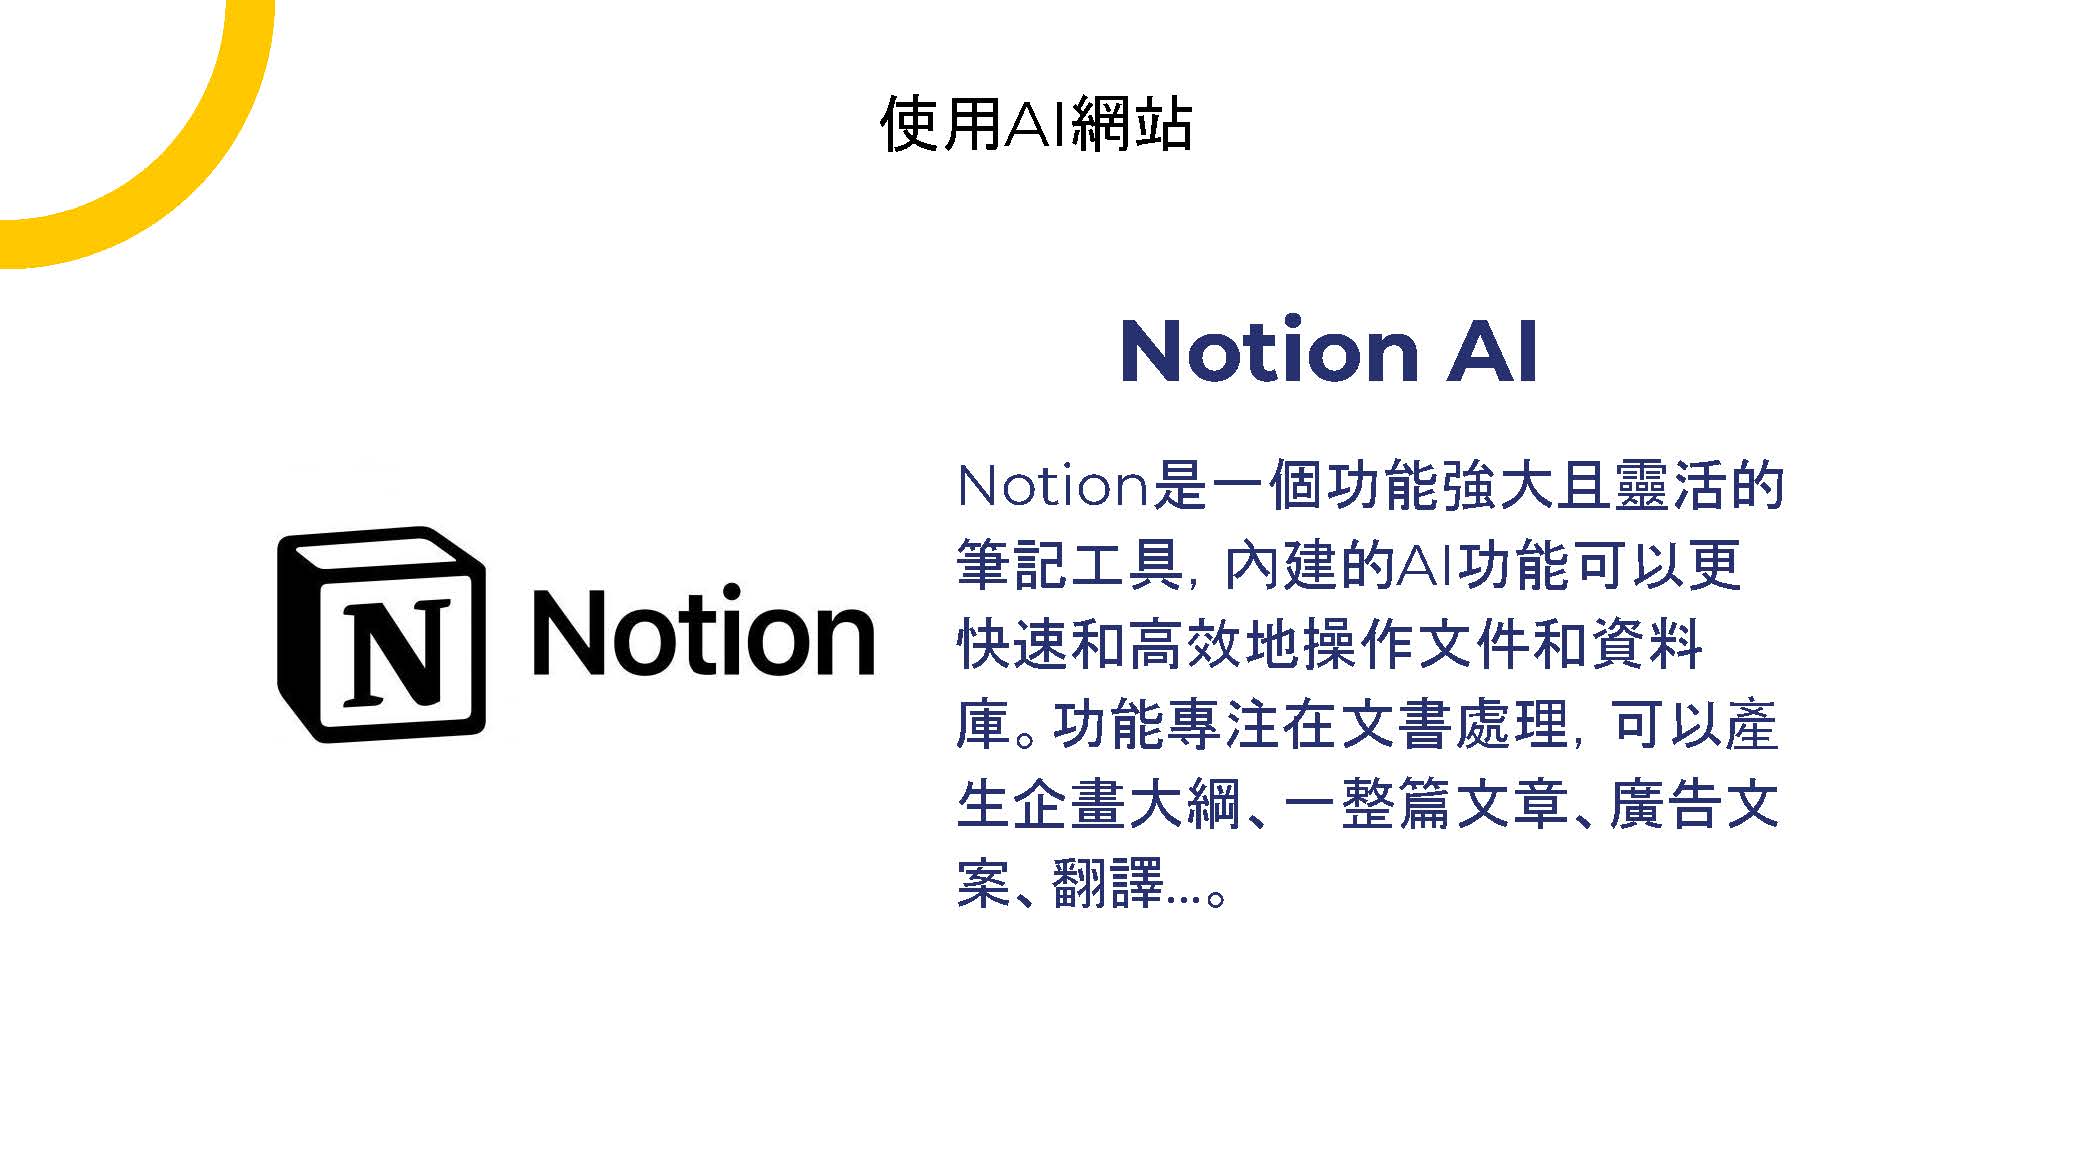 使用AI網站
Notion AI
N Notion
Notion是一個功能強大且靈活的
筆記工具, 內建的AI功能可以更
快速和高效地操作文件和資料
庫。功能專注在文書處理, 可以產
生企畫大綱、一整篇文章、廣告文
案、翻譯...。